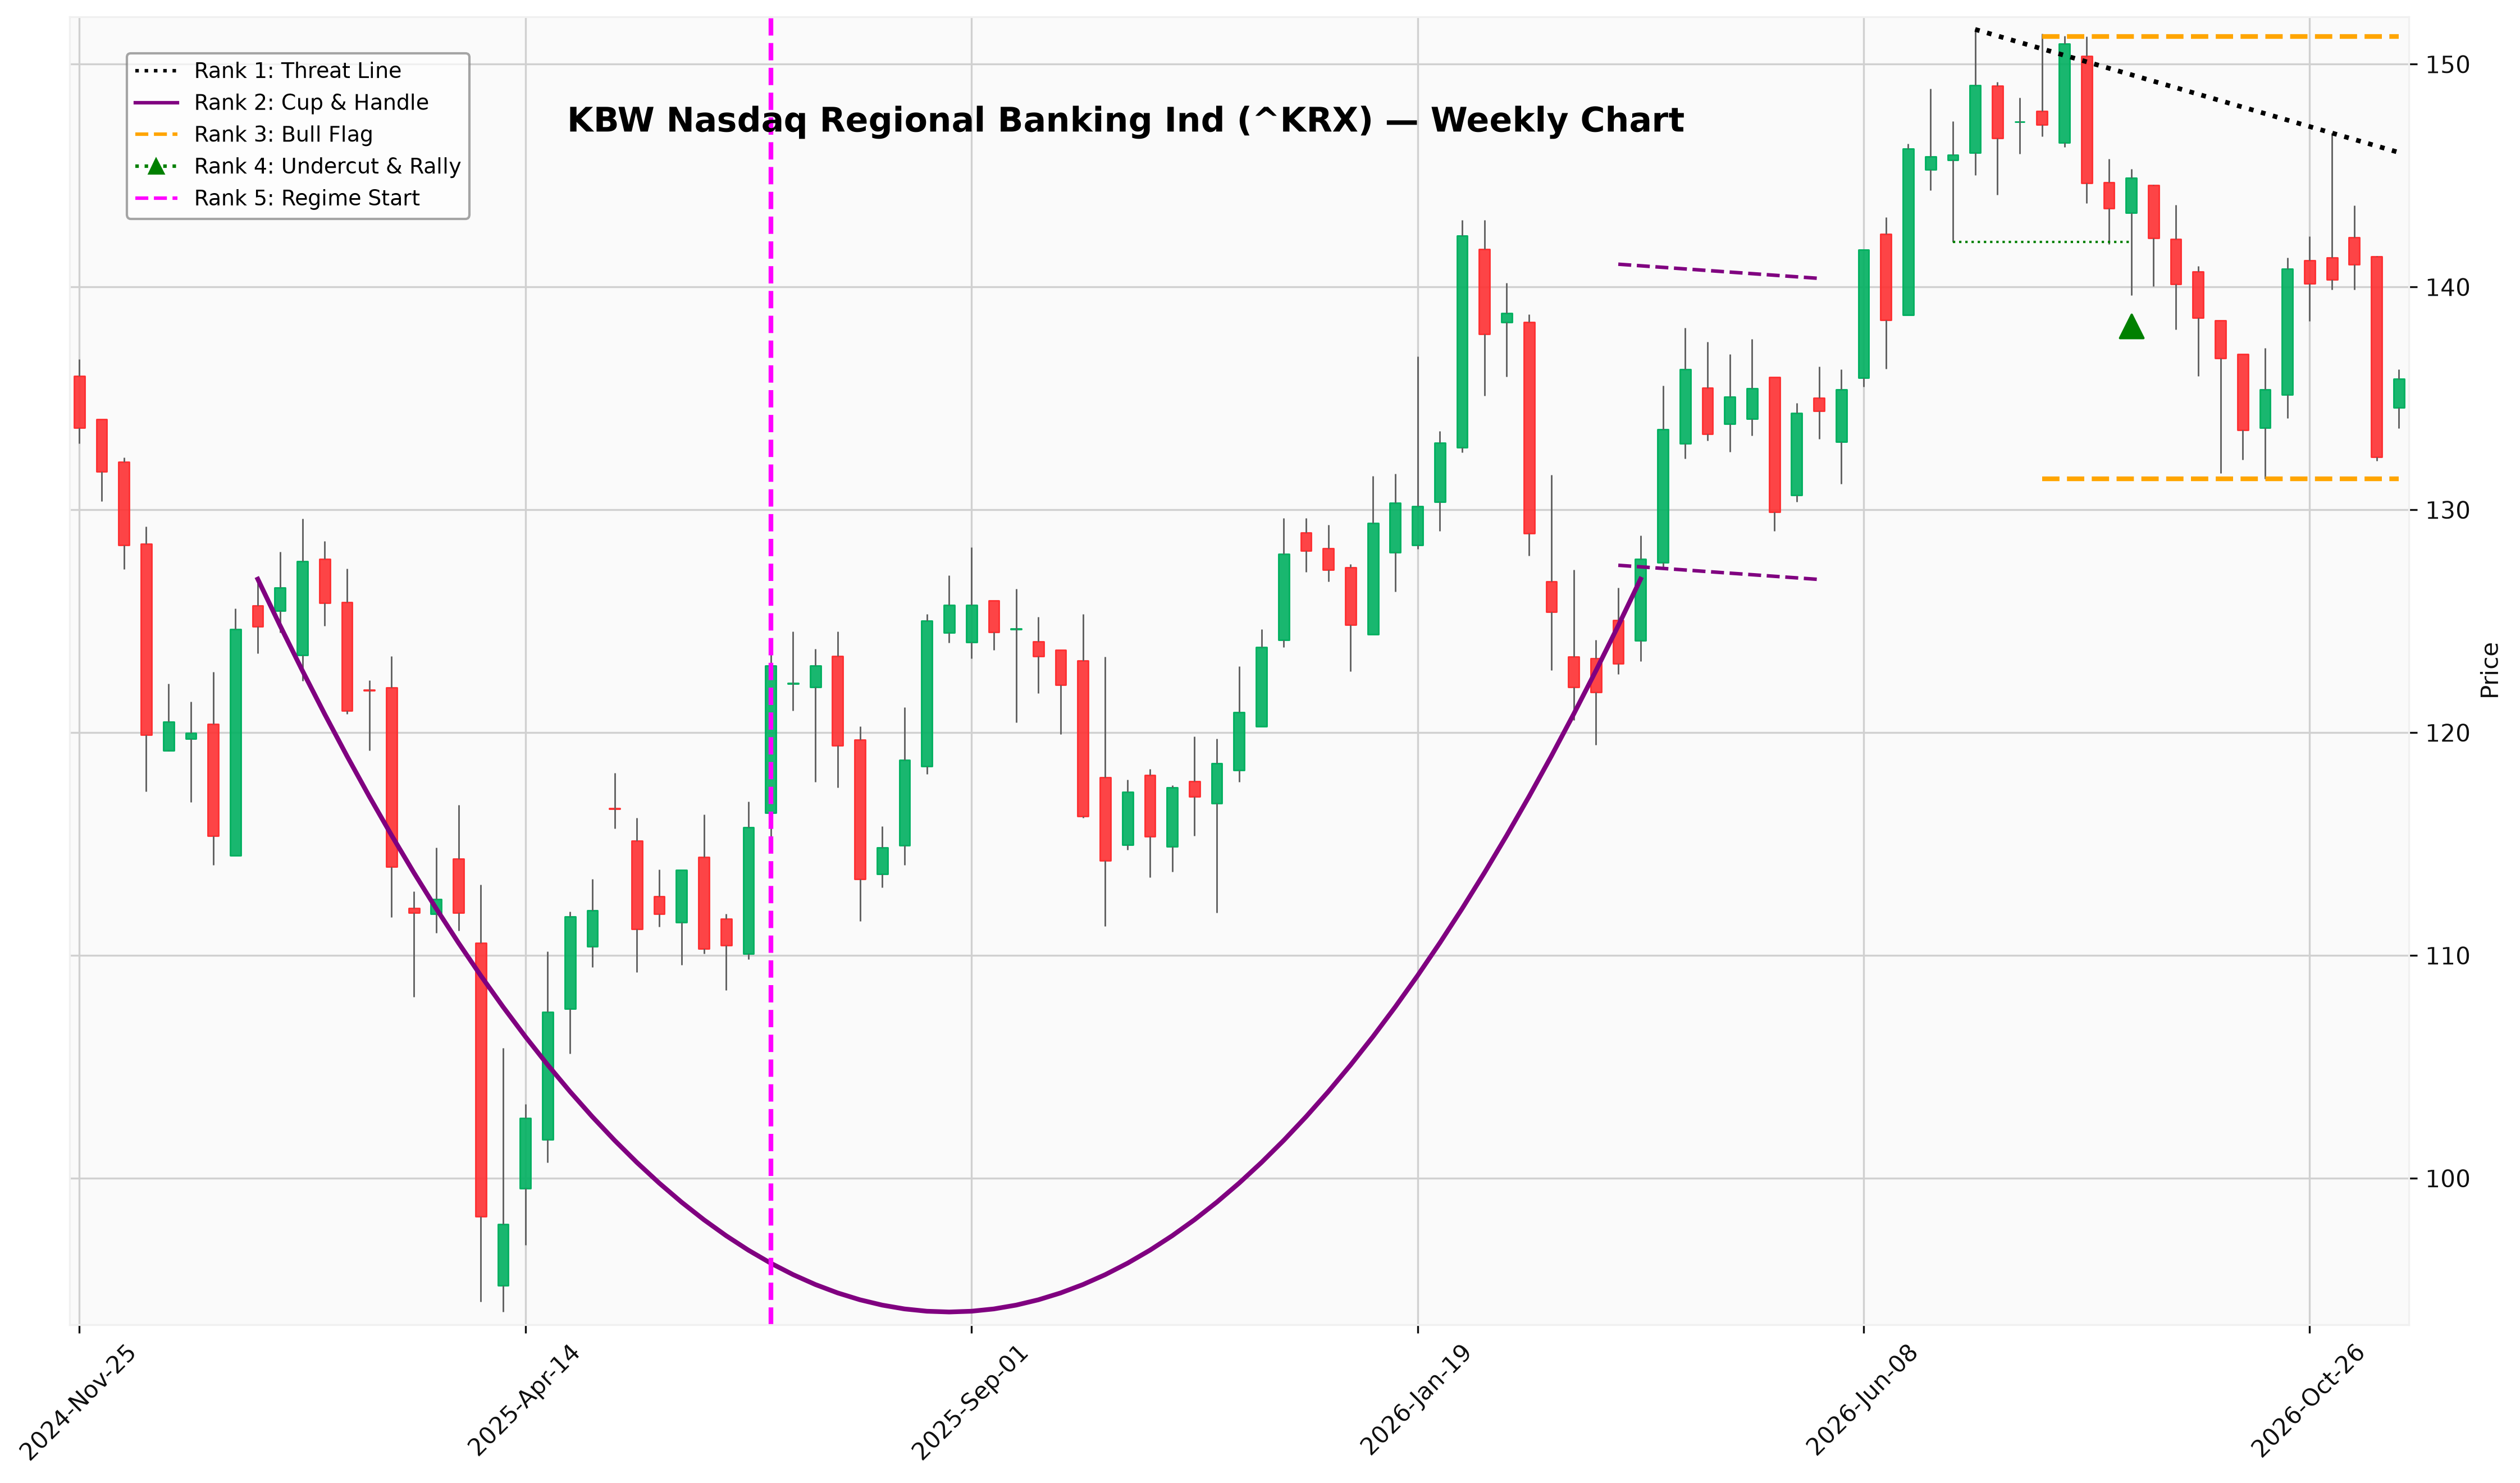 KBW Nasdaq Regional Banking Ind (^KRX) — Weekly Chart
Rank 1: Threat Line
Rank 2: Cup & Handle
Rank 3: Bull Flag
Rank 4: Undercut & Rally
Rank 5: Regime Start
150
140
130
120
110
100
Price
2024-Nov-25
2025-Apr-14
2025-Sep-01
2026-Jan-19
2026-Jun-08
2026-Oct-26